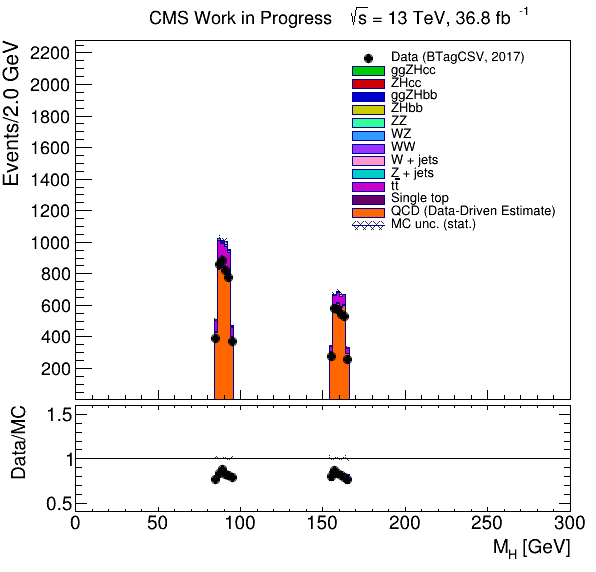 CMS Work in Progress √s = 13 TeV, 36.8 fb⁻¹
Events/2.0 GeV
2200
2000
1800
1600
1400
1200
1000
800
600
400
200
Data (BTagCSV, 2017)
ggZHcc
ZHcc
ggZHbb
ZHbb
ZZ
WZ
WW
W + jets
Z + jets
tt̅
Single top
QCD (Data-Driven Estimate)
MC unc. (stat.)
Data/MC
1.5
1
0.5
0 50 100 150 200 250 300
M_H [GeV]